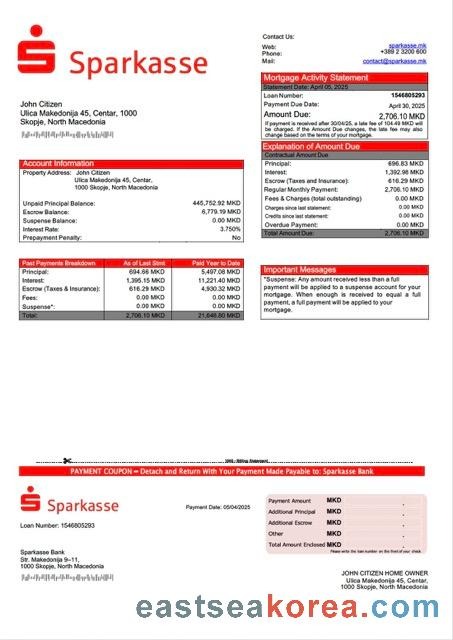 Sparkasse
Contact Us:
Web: sparkasse.mk
Phone: +389 2 3200 600
Mail: contact@sparkasse.mk
Mortgage Activity Statement
Statement Date: April 05, 2025
Loan Number: 1546805293
Payment Due Date: April 30, 2025
Amount Due: 2,706.10 MKD
If payment is received after 30/04/25, a late fee of 104.49 MKD will
be charged. If the Amount Due changes, the late fee may also
change based on terms of your mortgage.
John Citizen
Ulica Makedonija 45, Centar, 1000
Skopje, North Macedonia
Explanation of Amount Due
Contractual Amount Due
Principal: 696.83 MKD
Interest: 1,392.98 MKD
Escrow (Taxes and Insurance): 616.29 MKD
Regular Monthly Payment: 2,706.10 MKD
Fees & Charges (total outstanding) 0.00 MKD
Charges since last statement: 0.00 MKD
Credits since last statement: 0.00 MKD
Overdue Payment: 0.00 MKD
Total Amount Due: 2,706.10 MKD
Account Information
Property Address: John Citizen
Ulica Makedonija 45, Centar,
1000 Skopje, North Macedonia
Unpaid Principal Balance: 445,752.92 MKD
Escrow Balance: 6,779.19 MKD
Suspense Balance: 0.00 MKD
Interest Rate: 3.750%
Prepayment Penalty: No
Past Payments Breakdown As of Last Stmt Paid Year to Date
Principal: 694.66 MKD 5,497.08 MKD
Interest: 1,395.15 MKD 11,221.40 MKD
Escrow (Taxes & Insurance): 616.29 MKD 4,930.32 MKD
Fees: 0.00 MKD 0.00 MKD
Suspense*: 0.00 MKD 0.00 MKD
Total: 2,706.10 MKD 21,648.80 MKD
Important Messages
*Suspense: Any amount received less than a full
payment will be applied to a suspense account for your
mortgage. When enough is received to equal a full
payment, a full payment will be applied to your
mortgage.
PAYMENT COUPON – Detach and Return With Your Payment Made Payable to: Sparkasse Bank
Sparkasse
Payment Date: 05/04/2025
Loan Number: 1546805293
Payment Amount MKD .
Additional Principal MKD .
Additional Escrow MKD .
Other MKD .
Total Amount Enclosed MKD .
Please write the loan number on the front of your check.
Sparkasse Bank
Str. Makedonija 9–11,
1000 Skopje, North Macedonia
JOHN CITIZEN HOME OWNER
Ulica Makedonija 45, Centar,
1000 Skopje, North Macedonia
eastseakorea.com